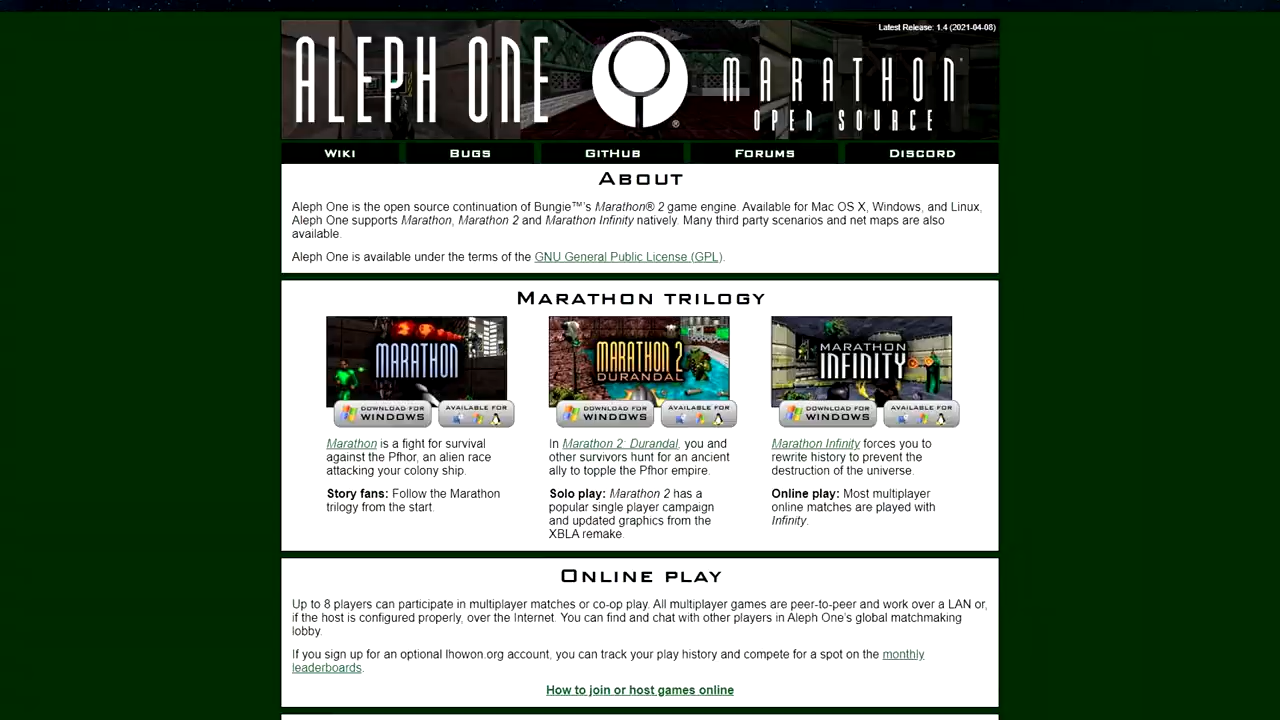 Latest Release: 1.4 (2021-04-08)
ALEPH ONE
MARATHON
OPEN SOURCE
WIKI BUGS GITHUB FORUMS DISCORD
ABOUT
Aleph One is the open source continuation of Bungie™'s Marathon® 2 game engine. Available for Mac OS X, Windows, and Linux,
Aleph One supports Marathon, Marathon 2 and Marathon Infinity natively. Many third party scenarios and net maps are also
available.
Aleph One is available under the terms of the GNU General Public License (GPL).
MARATHON TRILOGY
MARATHON
DOWNLOAD FOR
WINDOWS
AVAILABLE FOR
Marathon is a fight for survival
against the Pfhor, an alien race
attacking your colony ship.
Story fans: Follow the Marathon
trilogy from the start.
MARATHON 2
DURANDAL
DOWNLOAD FOR
WINDOWS
AVAILABLE FOR
In Marathon 2: Durandal, you and
other survivors hunt for an ancient
ally to topple the Pfhor empire.
Solo play: Marathon 2 has a
popular single player campaign
and updated graphics from the
XBLA remake.
MARATHON
INFINITY
DOWNLOAD FOR
WINDOWS
AVAILABLE FOR
Marathon Infinity forces you to
rewrite history to prevent the
destruction of the universe.
Online play: Most multiplayer
online matches are played with
Infinity.
ONLINE PLAY
Up to 8 players can participate in multiplayer matches or co-op play. All multiplayer games are peer-to-peer and work over a LAN or,
if the host is configured properly, over the Internet. You can find and chat with other players in Aleph One's global matchmaking
lobby.
If you sign up for an optional lhowon.org account, you can track your play history and compete for a spot on the monthly
leaderboards.
How to join or host games online